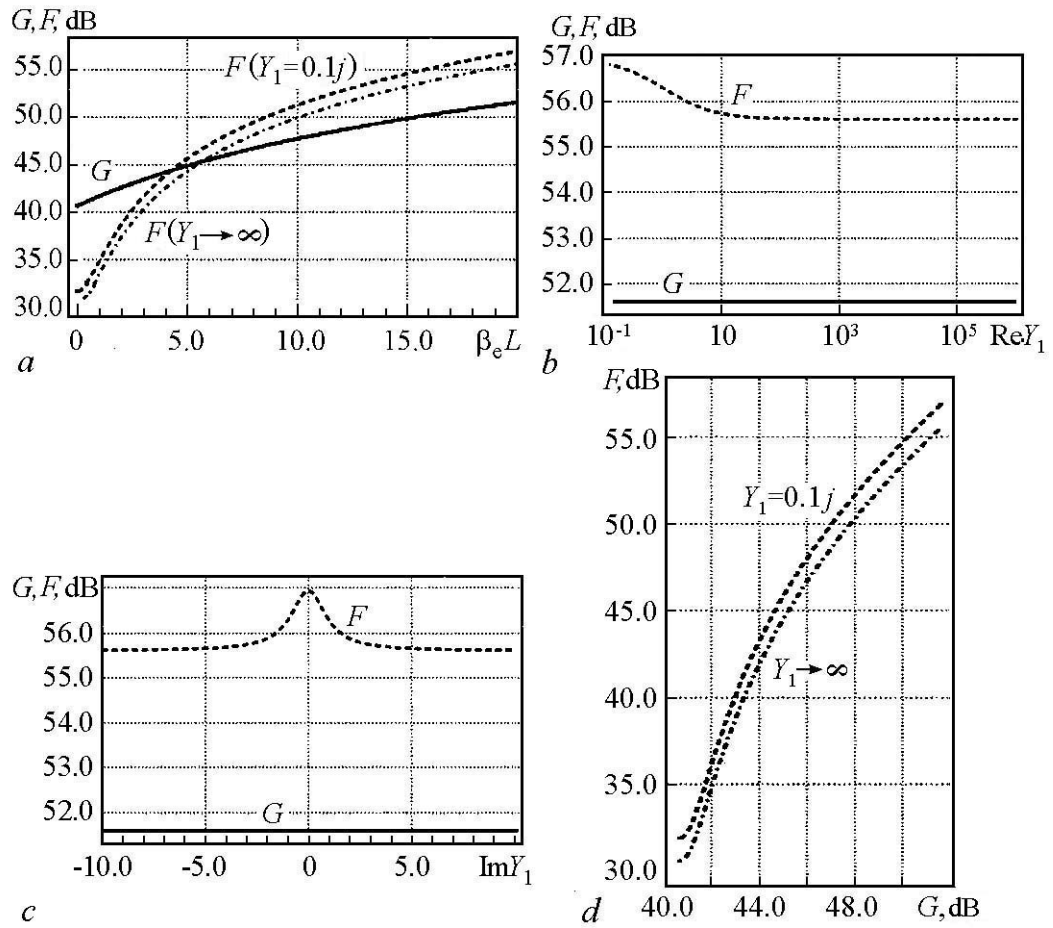 G, F, dB
55.0
50.0
45.0
40.0
35.0
30.0
F(Y₁=0.1j)
G
F(Y₁→∞)
0 5.0 10.0 15.0 βₑL
a
G, F, dB
57.0
56.0
55.0
54.0
53.0
52.0
F
G
10⁻¹ 10 10³ 10⁵ ReY₁
b
G, F, dB
56.0
55.0
54.0
53.0
52.0
F
G
-10.0 -5.0 0 5.0 ImY₁
c
F, dB
55.0
50.0
45.0
40.0
35.0
30.0
Y₁=0.1j
Y₁→∞
40.0 44.0 48.0 G, dB
d